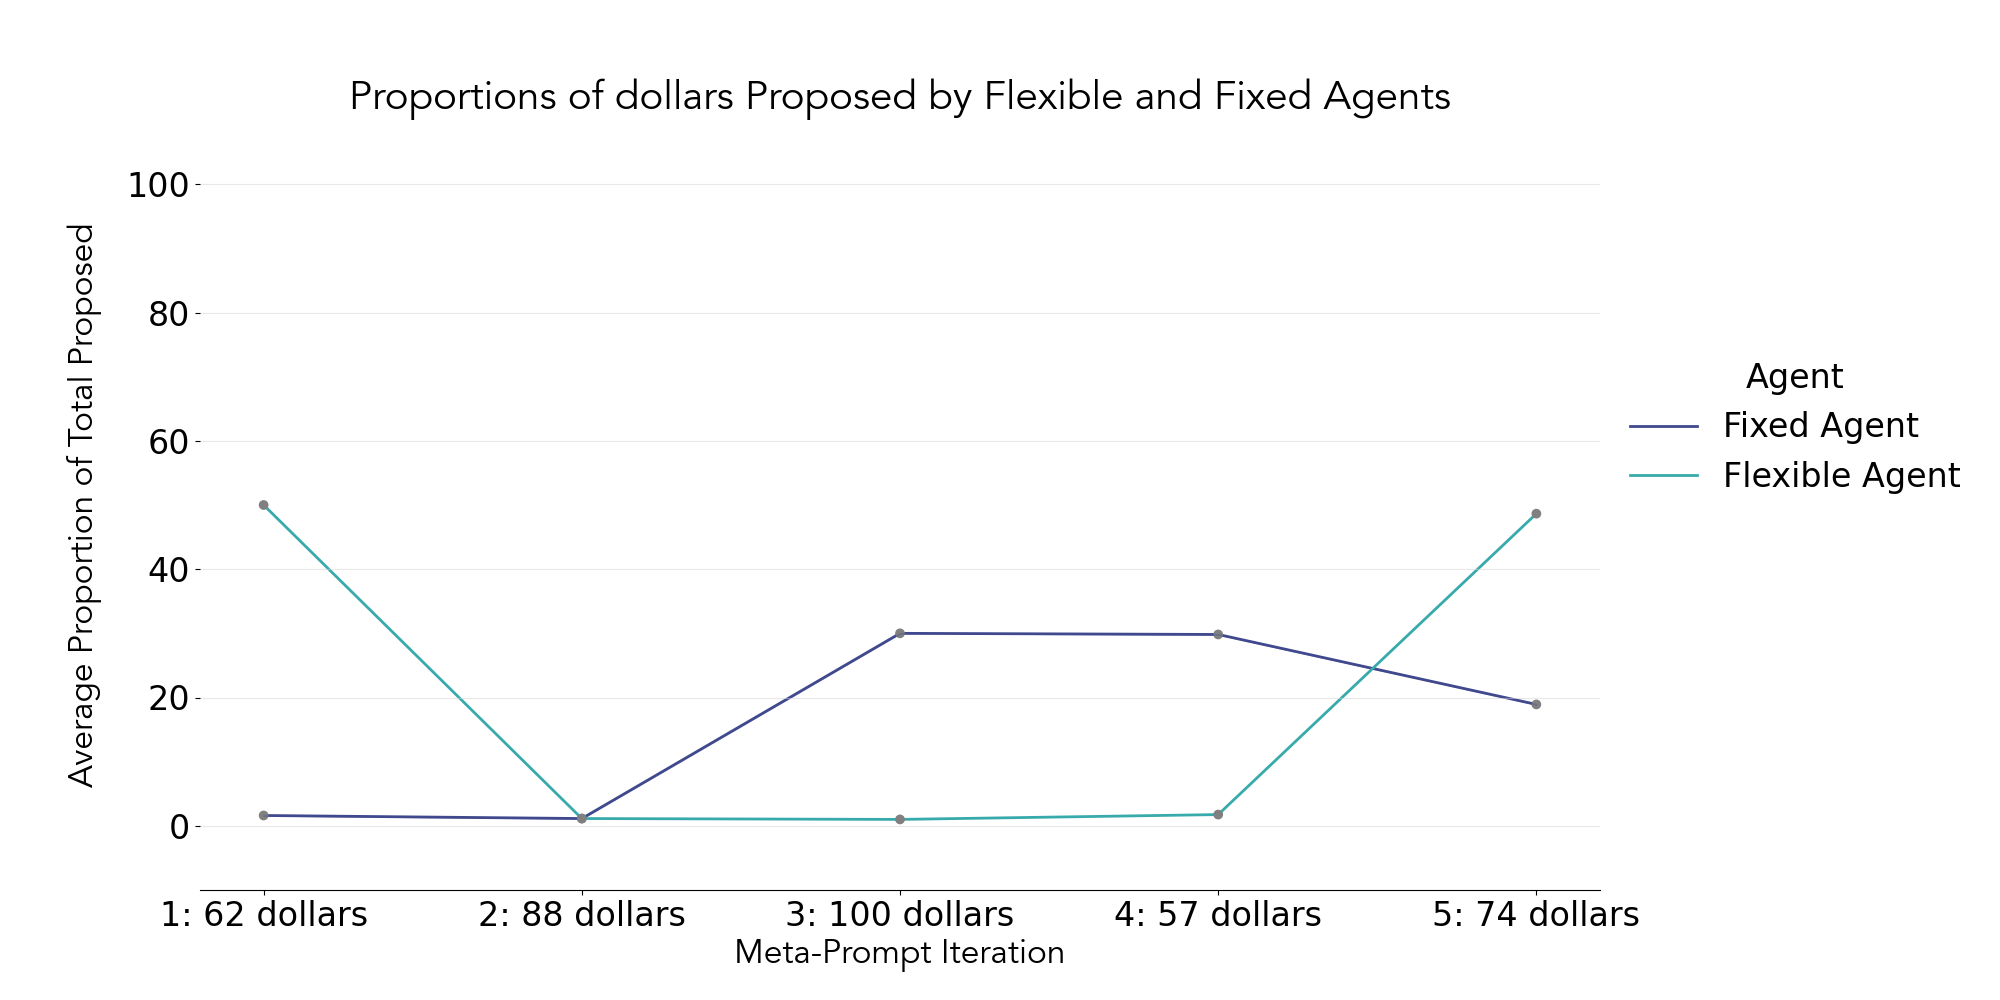 Proportions of dollars Proposed by Flexible and Fixed Agents
Average Proportion of Total Proposed
100
80
60
40
20
0
1: 62 dollars
2: 88 dollars
3: 100 dollars
4: 57 dollars
5: 74 dollars
Meta-Prompt Iteration
Agent
Fixed Agent
Flexible Agent